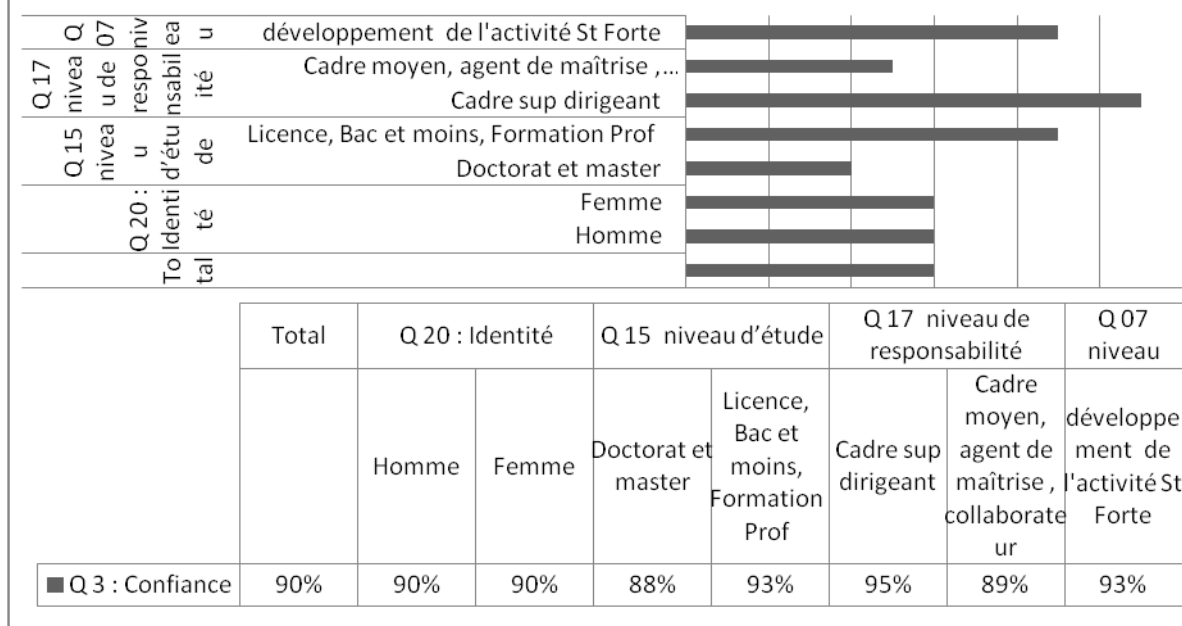 Q 07 niveau
développement de l'activité St Forte
Q 17 niveau de responsabilité
Cadre moyen, agent de maîtrise ,...
Cadre sup dirigeant
Q 15 niveau d'étude
Licence, Bac et moins, Formation Prof
Doctorat et master
Q 20 : Identité
Femme
Homme
Total
Total
Q 20 : Identité
Q 15 niveau d'étude
Q 17 niveau de
responsabilité
Q 07
niveau
Homme
Femme
Doctorat et
master
Licence,
Bac et
moins,
Formation
Prof
Cadre sup
dirigeant
Cadre
moyen,
agent de
maîtrise ,
collaborate
ur
développe
ment de
l'activité St
Forte
Q 3 : Confiance 90% 90% 90% 88% 93% 95% 89% 93%